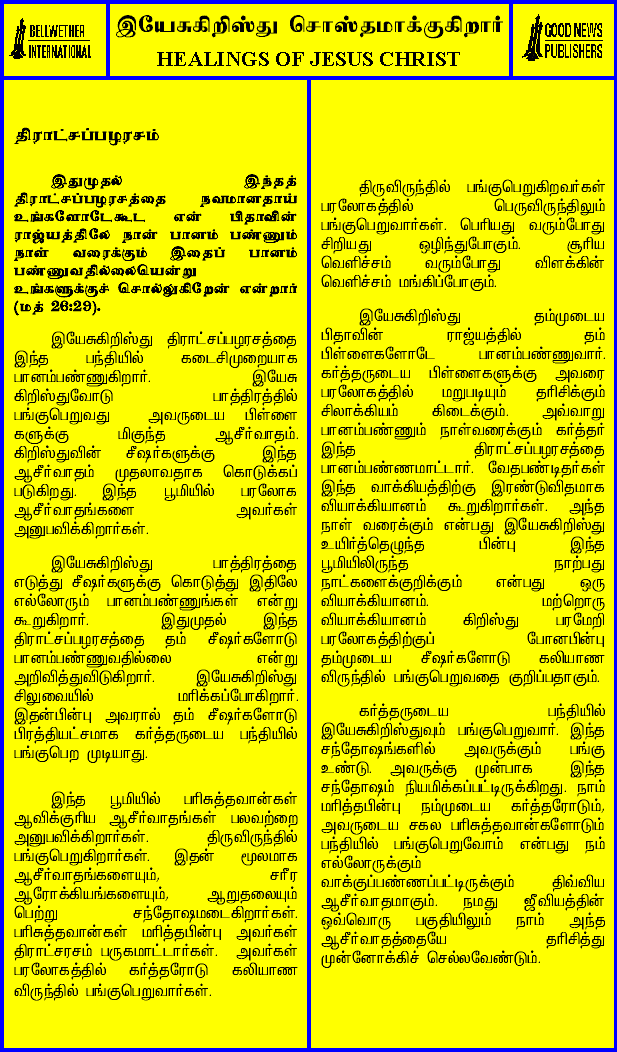 BELLWETHER
INTERNATIONAL
இயேசுகிறிஸ்து சொஸ்தமாக்குகிறார்
HEALINGS OF JESUS CHRIST
GOOD NEWS
PUBLISHERS
திராட்சப்பழரசம்
இதுமுதல் இந்தத்
திராட்சப்பழரசத்தை நவமானதாய்
உங்களோடேகூட என் பிதாவின்
ராஜ்யத்திலே நான் பானம் பண்ணும்
நாள் வரைக்கும் இதைப் பானம்
பண்ணுவதில்லையென்று
உங்களுக்குச் சொல்லுகிறேன் என்றார்
(மத் 26:29).
இயேசுகிறிஸ்து திராட்சப்பழரசத்தை
இந்த பந்தியில் கடைசிமுறையாக
பானம்பண்ணுகிறார். இயேசு
கிறிஸ்துவோடு பாத்திரத்தில்
பங்குபெறுவது அவருடைய பிள்ளை
களுக்கு மிகுந்த ஆசீர்வாதம்.
கிறிஸ்துவின் சீஷர்களுக்கு இந்த
ஆசீர்வாதம் முதலாவதாக கொடுக்கப்
படுகிறது. இந்த பூமியில் பரலோக
ஆசீர்வாதங்களை அவர்கள்
அனுபவிக்கிறார்கள்.
இயேசுகிறிஸ்து பாத்திரத்தை
எடுத்து சீஷர்களுக்கு கொடுத்து இதிலே
எல்லோரும் பானம்பண்ணுங்கள் என்று
கூறுகிறார். இதுமுதல் இந்த
திராட்சப்பழரசத்தை தம் சீஷர்களோடு
பானம்பண்ணுவதில்லை என்று
அறிவித்துவிடுகிறார். இயேசுகிறிஸ்து
சிலுவையில் மரிக்கப்போகிறார்.
இதன்பின்பு அவரால் தம் சீஷர்களோடு
பிரத்தியட்சமாக கர்த்தருடைய பந்தியில்
பங்குபெற முடியாது.
இந்த பூமியில் பரிசுத்தவான்கள்
ஆவிக்குரிய ஆசீர்வாதங்கள் பலவற்றை
அனுபவிக்கிறார்கள். திருவிருந்தில்
பங்குபெறுகிறார்கள். இதன் மூலமாக
ஆசீர்வாதங்களையும், சரீர
ஆரோக்கியங்களையும், ஆறுதலையும்
பெற்று சந்தோஷமடைகிறார்கள்.
பரிசுத்தவான்கள் மரித்தபின்பு அவர்கள்
திராட்சரசம் பருகமாட்டார்கள். அவர்கள்
பரலோகத்தில் கர்த்தரோடு கலியாண
விருந்தில் பங்குபெறுவார்கள்.
திருவிருந்தில் பங்குபெறுகிறவர்கள்
பரலோகத்தில் பெருவிருந்திலும்
பங்குபெறுவார்கள். பெரியது வரும்போது
சிறியது ஒழிந்துபோகும். சூரிய
வெளிச்சம் வரும்போது விளக்கின்
வெளிச்சம் மங்கிப்போகும்.
இயேசுகிறிஸ்து தம்முடைய
பிதாவின் ராஜ்யத்தில் தம்
பிள்ளைகளோடே பானம்பண்ணுவார்.
கர்த்தருடைய பிள்ளைகளுக்கு அவரை
பரலோகத்தில் மறுபடியும் தரிசிக்கும்
சிலாக்கியம் கிடைக்கும். அவ்வாறு
பானம்பண்ணும் நாள்வரைக்கும் கர்த்தர்
இந்த திராட்சப்பழரசத்தை
பானம்பண்ணமாட்டார். வேதபண்டிதர்கள்
இந்த வாக்கியத்திற்கு இரண்டுவிதமாக
வியாக்கியானம் கூறுகிறார்கள். அந்த
நாள் வரைக்கும் என்பது இயேசுகிறிஸ்து
உயிர்த்தெழுந்த பின்பு இந்த
பூமியிலிருந்த நாற்பது
நாட்களைக்குறிக்கும் என்பது ஒரு
வியாக்கியானம். மற்றொரு
வியாக்கியானம் கிறிஸ்து பரமேறி
பரலோகத்திற்குப் போனபின்பு
தம்முடைய சீஷர்களோடு கலியாண
விருந்தில் பங்குபெறுவதை குறிப்பதாகும்.
கர்த்தருடைய பந்தியில்
இயேசுகிறிஸ்துவும் பங்குபெறுவார். இந்த
சந்தோஷங்களில் அவருக்கும் பங்கு
உண்டு. அவருக்கு முன்பாக இந்த
சந்தோஷம் நியமிக்கப்பட்டிருக்கிறது. நாம்
மரித்தபின்பு நம்முடைய கர்த்தரோடும்,
அவருடைய சகல பரிசுத்தவான்களோடும்
பந்தியில் பங்குபெறுவோம் என்பது நம்
எல்லோருக்கும்
வாக்குப்பண்ணப்பட்டிருக்கும் திவ்விய
ஆசீர்வாதமாகும். நமது ஜீவியத்தின்
ஒவ்வொரு பகுதியிலும் நாம் அந்த
ஆசீர்வாதத்தையே தரிசித்து
முன்னோக்கிச் செல்லவேண்டும்.